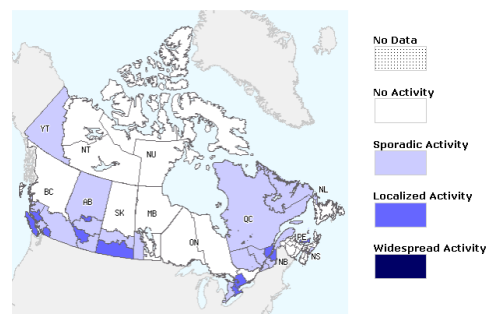 No Data
No Activity
Sporadic Activity
Localized Activity
Widespread Activity
YT
NT
NU
BC
AB
SK
MB
ON
QC
NL
PE
NB
NS